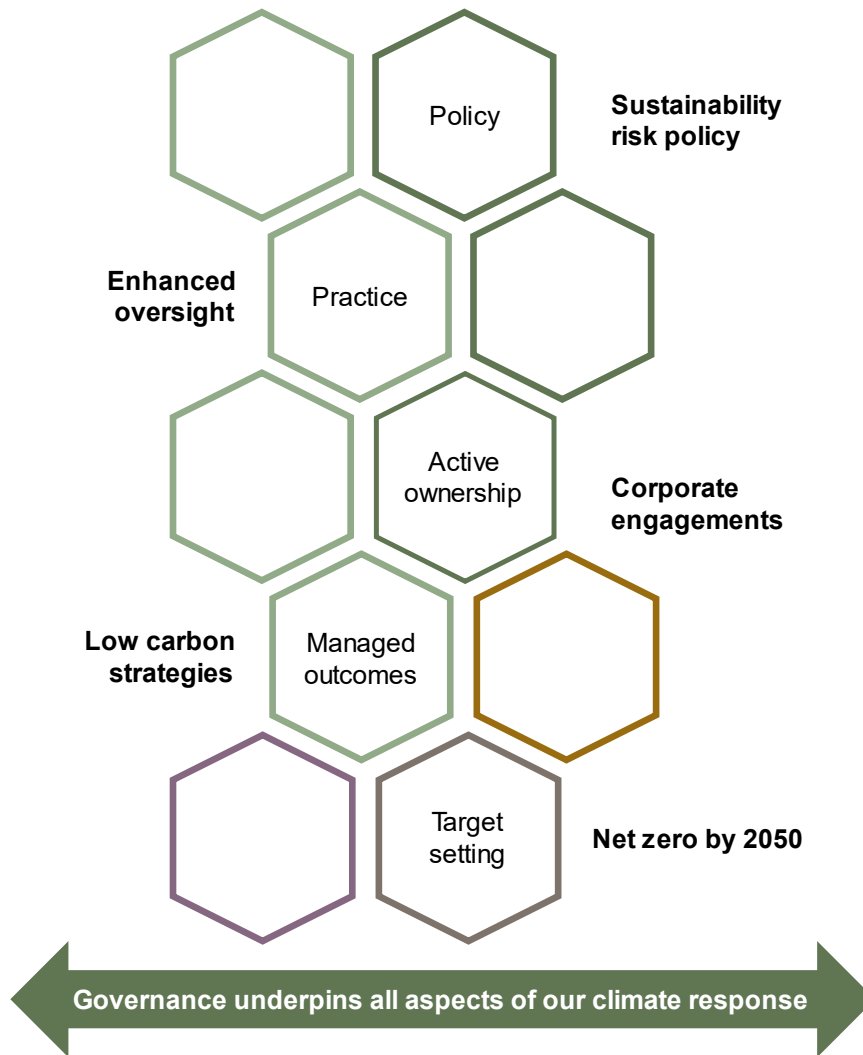 Policy
Sustainability
risk policy
Enhanced
oversight
Practice
Active
ownership
Corporate
engagements
Low carbon
strategies
Managed
outcomes
Target
setting
Net zero by 2050
Governance underpins all aspects of our climate response